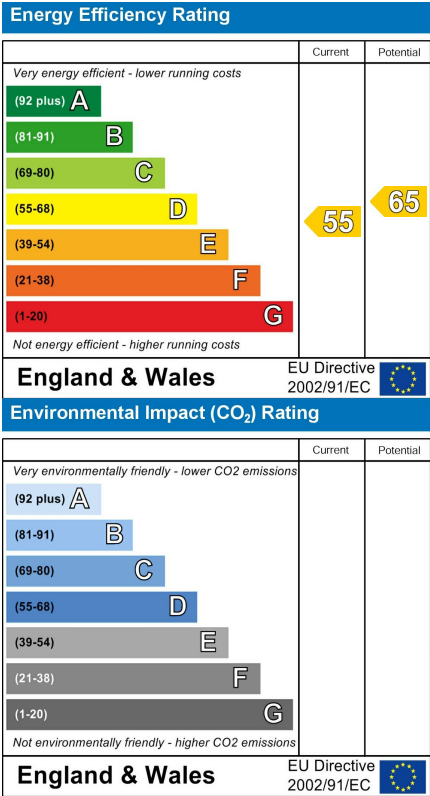 Energy Efficiency Rating
Current Potential
Very energy efficient - lower running costs
(92 plus) A
(81-91) B
(69-80) C
(55-68) D
(39-54) E
(21-38) F
(1-20) G
55
65
Not energy efficient - higher running costs
England & Wales
EU Directive
2002/91/EC
Environmental Impact (CO₂) Rating
Current Potential
Very environmentally friendly - lower CO2 emissions
(92 plus) A
(81-91) B
(69-80) C
(55-68) D
(39-54) E
(21-38) F
(1-20) G
Not environmentally friendly - higher CO2 emissions
England & Wales
EU Directive
2002/91/EC